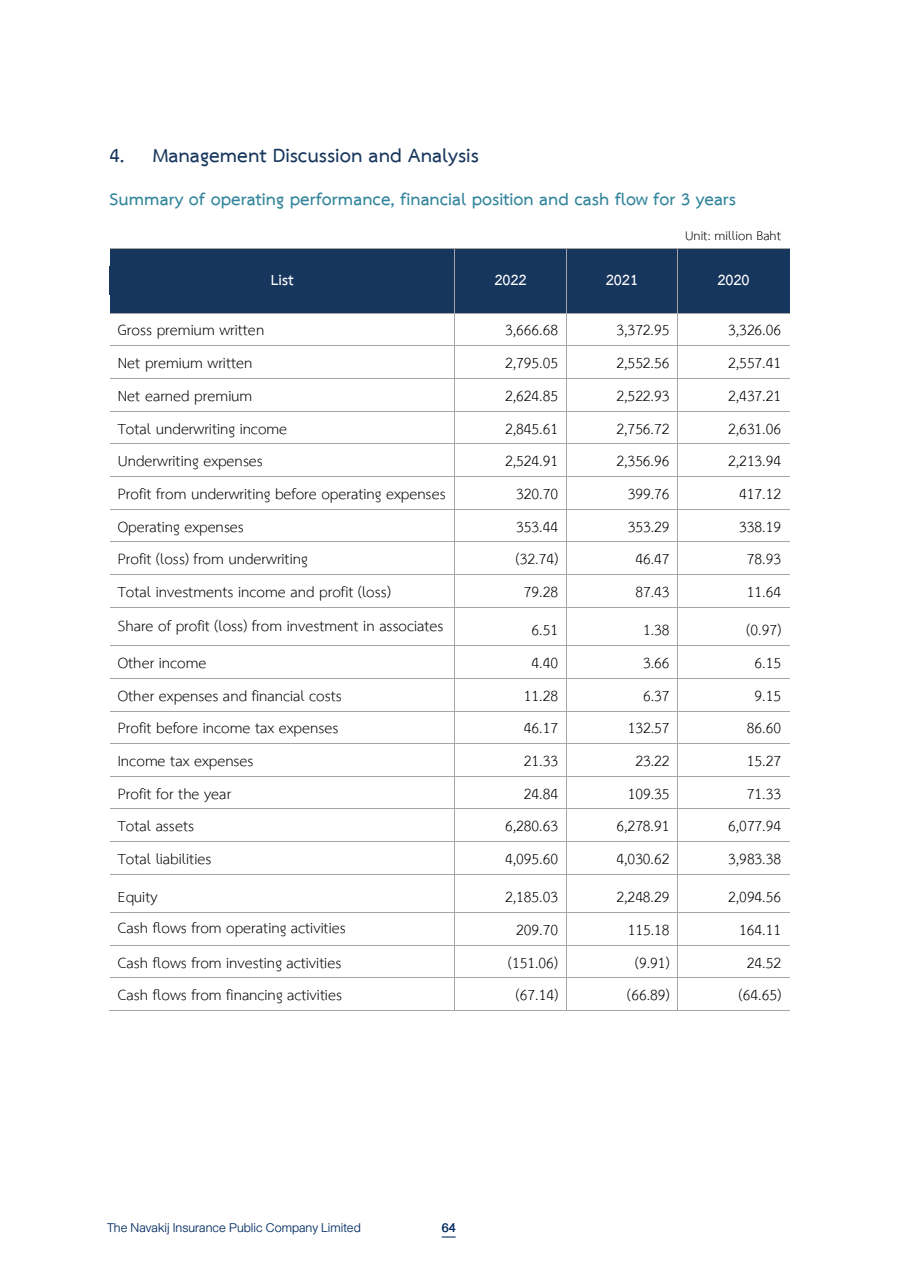 4. Management Discussion and Analysis
Summary of operating performance, financial position and cash flow for 3 years
Unit: million Baht
List 2022 2021 2020
Gross premium written 3,666.68 3,372.95 3,326.06
Net premium written 2,795.05 2,552.56 2,557.41
Net earned premium 2,624.85 2,522.93 2,437.21
Total underwriting income 2,845.61 2,756.72 2,631.06
Underwriting expenses 2,524.91 2,356.96 2,213.94
Profit from underwriting before operating expenses 320.70 399.76 417.12
Operating expenses 353.44 353.29 338.19
Profit (loss) from underwriting (32.74) 46.47 78.93
Total investments income and profit (loss) 79.28 87.43 11.64
Share of profit (loss) from investment in associates 6.51 1.38 (0.97)
Other income 4.40 3.66 6.15
Other expenses and financial costs 11.28 6.37 9.15
Profit before income tax expenses 46.17 132.57 86.60
Income tax expenses 21.33 23.22 15.27
Profit for the year 24.84 109.35 71.33
Total assets 6,280.63 6,278.91 6,077.94
Total liabilities 4,095.60 4,030.62 3,983.38
Equity 2,185.03 2,248.29 2,094.56
Cash flows from operating activities 209.70 115.18 164.11
Cash flows from investing activities (151.06) (9.91) 24.52
Cash flows from financing activities (67.14) (66.89) (64.65)
The Navakij Insurance Public Company Limited 64